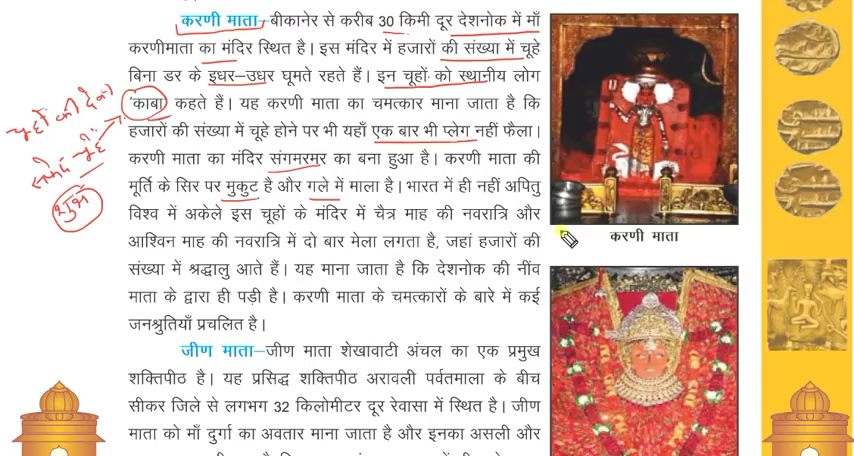 करणी माता–बीकानेर से करीब 30 किमी दूर देशनोक में माँ
करणीमाता का मंदिर स्थित है। इस मंदिर में हजारों की संख्या में चूहे
बिना डर के इधर–उधर घूमते रहते हैं। इन चूहों को स्थानीय लोग
'काबा' कहते हैं। यह करणी माता का चमत्कार माना जाता है कि
हजारों की संख्या में चूहे होने पर भी यहाँ एक बार भी प्लेग नहीं फैला।
करणी माता का मंदिर संगमरमर का बना हुआ है। करणी माता की
मूर्ति के सिर पर मुकुट है और गले में माला है। भारत में ही नहीं अपितु
विश्व में अकेले इस चूहों के मंदिर में चैत्र माह की नवरात्रि और
आश्विन माह की नवरात्रि में दो बार मेला लगता है, जहां हजारों की
संख्या में श्रद्धालु आते हैं। यह माना जाता है कि देशनोक की नींव
माता के द्वारा ही पड़ी है। करणी माता के चमत्कारों के बारे में कई
जनश्रुतियाँ प्रचलित है।
जीण माता–जीण माता शेखावाटी अंचल का एक प्रमुख
शक्तिपीठ है। यह प्रसिद्ध शक्तिपीठ अरावली पर्वतमाला के बीच
सीकर जिले से लगभग 32 किलोमीटर दूर रेवासा में स्थित है। जीण
माता को माँ दुर्गा का अवतार माना जाता है और इनका असली और
चूहों की देवी
सफेद चूहे
शुभ
करणी माता